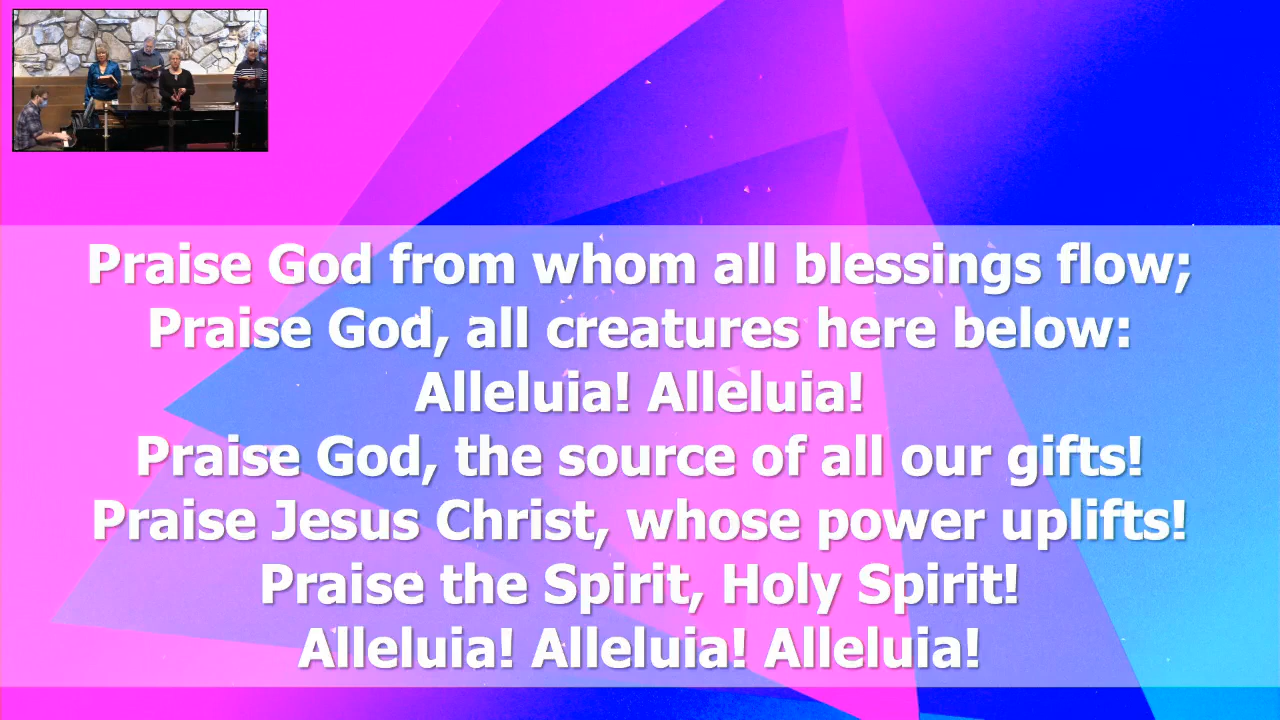 Praise God from whom all blessings flow;
Praise God, all creatures here below:
Alleluia! Alleluia!
Praise God, the source of all our gifts!
Praise Jesus Christ, whose power uplifts!
Praise the Spirit, Holy Spirit!
Alleluia! Alleluia! Alleluia!